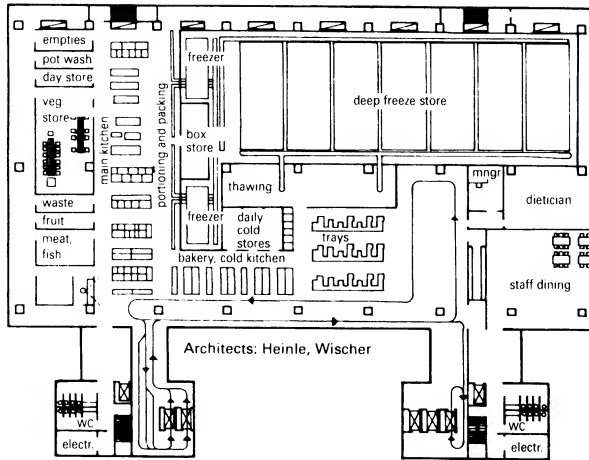 empties
pot wash
day store
veg
store
main kitchen
portioning and packing
freezer
box
store
freezer
deep freeze store
waste
fruit
meat,
fish
thawing
daily
cold
stores
trays
bakery, cold kitchen
mngr
dietician
staff dining
Architects: Heinle, Wischer
WC
electr.
WC
electr.